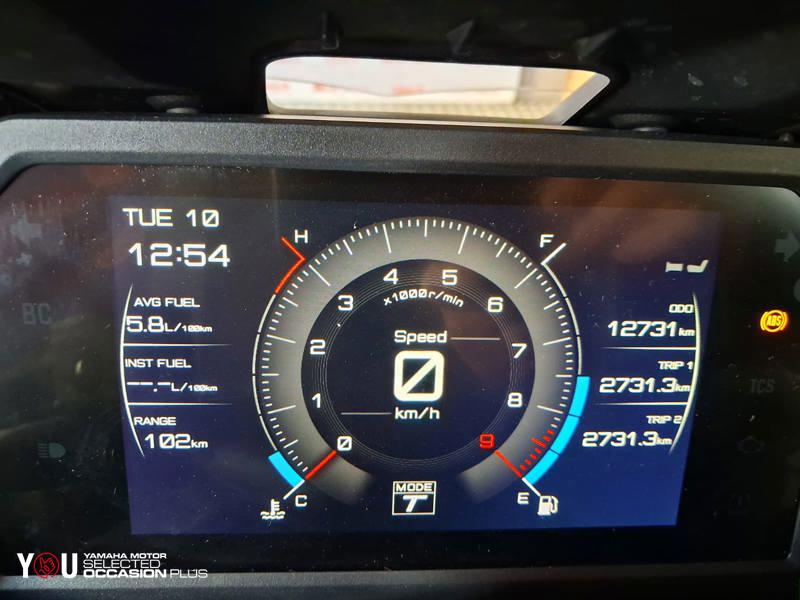 TUE 10
12:54
AVG FUEL
5.8L/100km
INST FUEL
--.-L/100km
RANGE
102km
H
F
x1000r/min
0
1
2
3
4
5
6
7
8
9
Speed
0
km/h
C
E
MODE
T
ODO
12731km
TRIP 1
2731.3km
TRIP 2
2731.3km
BC
ABS
TCS
YOU YAMAHA MOTOR
SELECTED
OCCASION PLUS